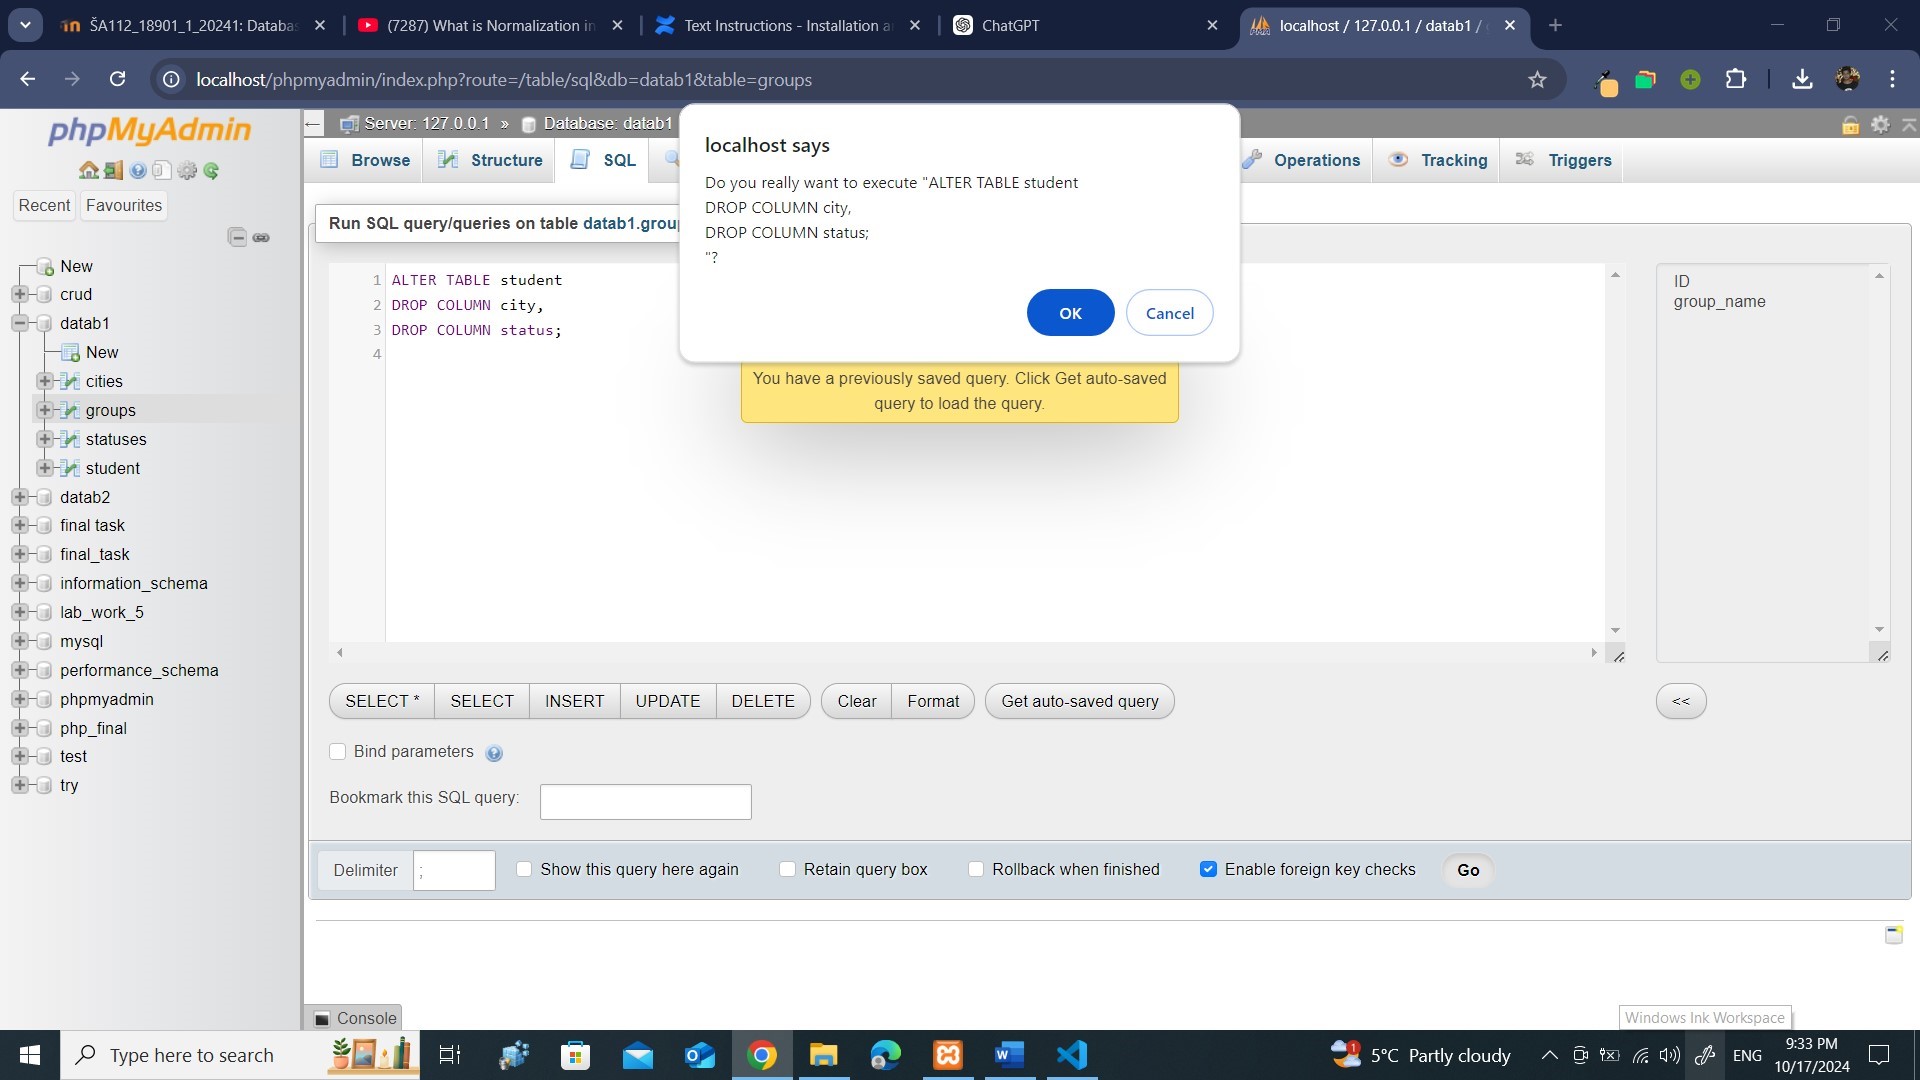 ŠA112_18901_1_20241: Databas
(7287) What is Normalization in
Text Instructions - Installation a
ChatGPT
localhost / 127.0.0.1 / datab1 /
localhost/phpmyadmin/index.php?route=/table/sql&db=datab1&table=groups
phpMyAdmin
Recent
Favourites
New
crud
datab1
New
cities
groups
statuses
student
datab2
final task
final_task
information_schema
lab_work_5
mysql
performance_schema
phpmyadmin
php_final
test
try
Server: 127.0.0.1 » Database: datab1
Browse
Structure
SQL
Operations
Tracking
Triggers
localhost says
Do you really want to execute "ALTER TABLE student
DROP COLUMN city,
DROP COLUMN status;
"?
OK
Cancel
Run SQL query/queries on table datab1.grou
1 ALTER TABLE student
2 DROP COLUMN city,
3 DROP COLUMN status;
4
You have a previously saved query. Click Get auto-saved
query to load the query.
ID
group_name
SELECT *
SELECT
INSERT
UPDATE
DELETE
Clear
Format
Get auto-saved query
<<
Bind parameters
Bookmark this SQL query:
Delimiter
;
Show this query here again
Retain query box
Rollback when finished
Enable foreign key checks
Go
Console
Windows Ink Workspace
Type here to search
1
5°C Partly cloudy
ENG
9:33 PM
10/17/2024